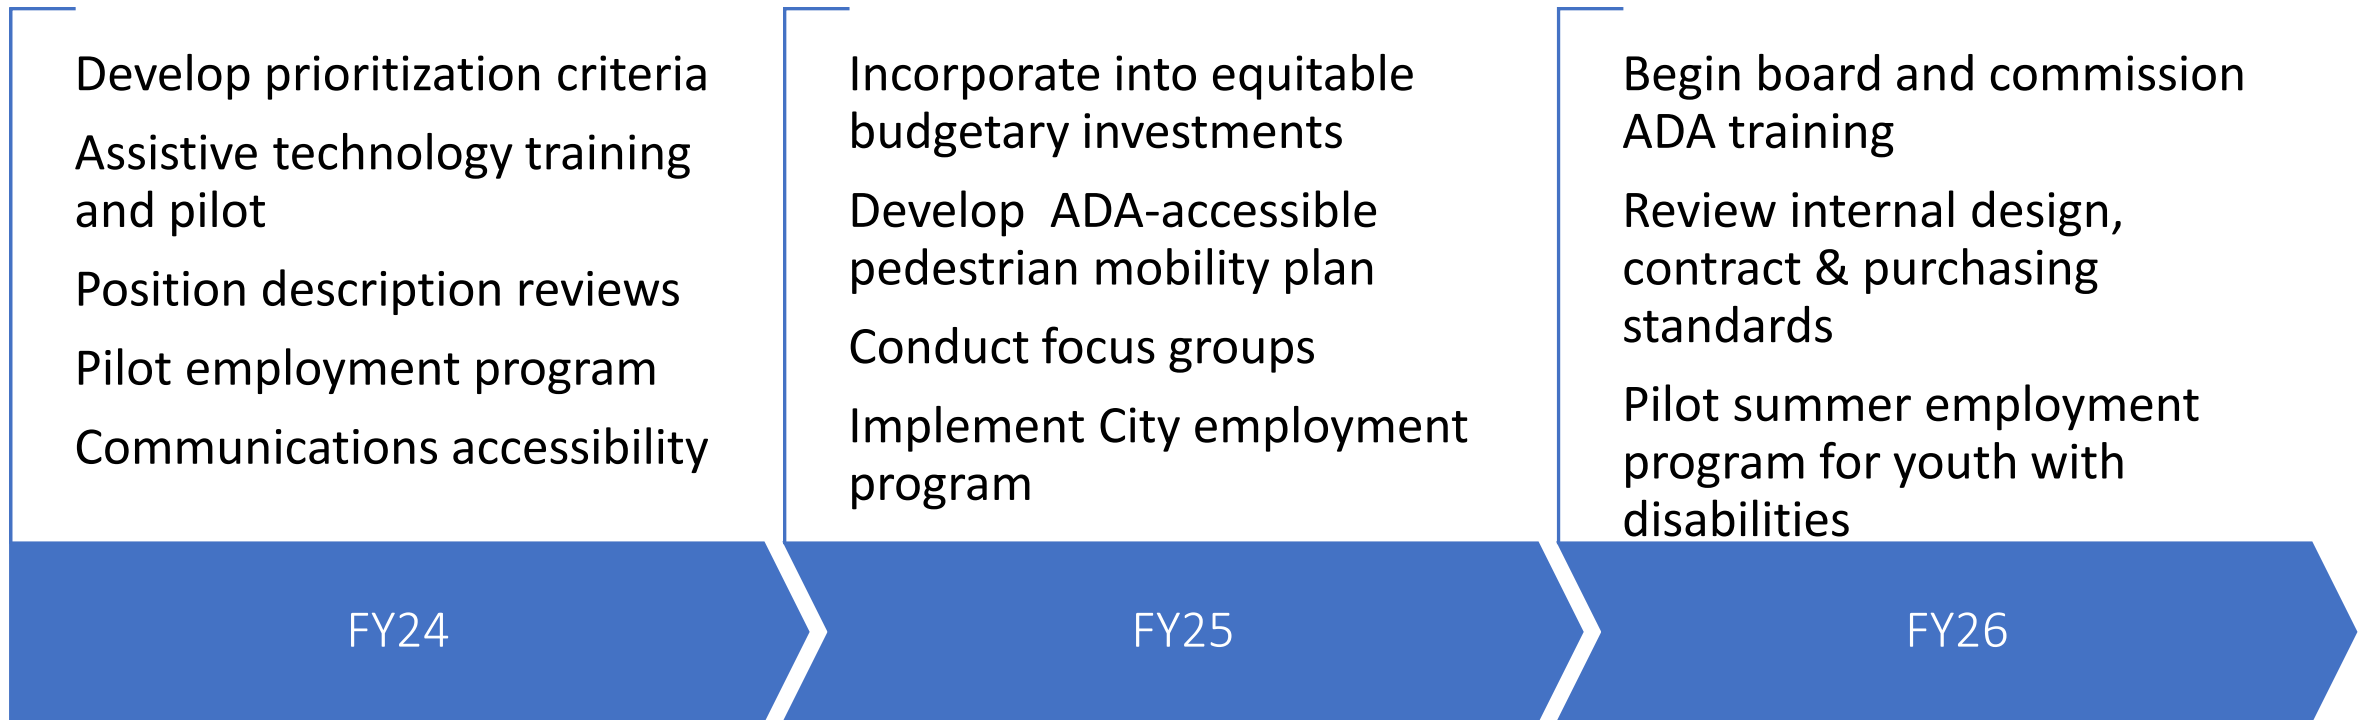 Develop prioritization criteria
Assistive technology training
and pilot
Position description reviews
Pilot employment program
Communications accessibility
FY24
Incorporate into equitable
budgetary investments
Develop  ADA-accessible
pedestrian mobility plan
Conduct focus groups
Implement City employment
program
FY25
Begin board and commission
ADA training
Review internal design,
contract & purchasing
standards
Pilot summer employment
program for youth with
disabilities
FY26